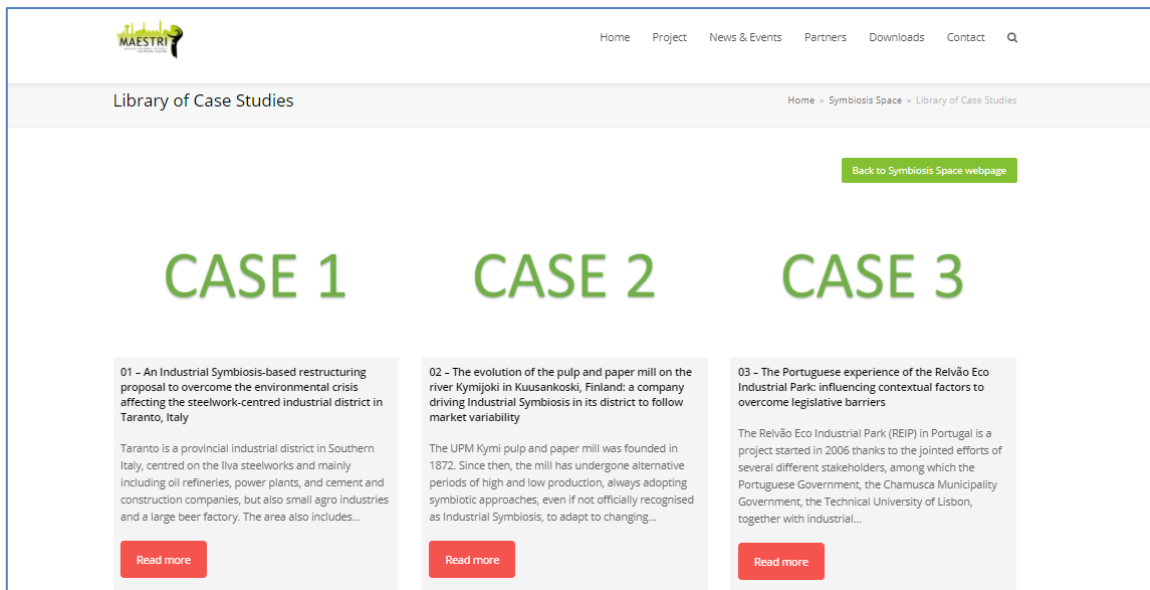 MAESTRI
Home Project News & Events Partners Downloads Contact
Library of Case Studies
Home » Symbiosis Space » Library of Case Studies
Back to Symbiosis Space webpage
CASE 1
CASE 2
CASE 3
01 – An Industrial Symbiosis-based restructuring
proposal to overcome the environmental crisis
affecting the steelwork-centred industrial district in
Taranto, Italy
Taranto is a provincial industrial district in Southern
Italy, centred on the Ilva steelworks and mainly
including oil refineries, power plants, and cement and
construction companies, but also small agro industries
and a large beer factory. The area also includes...
Read more
02 – The evolution of the pulp and paper mill on the
river Kymijoki in Kuusankoski, Finland: a company
driving Industrial Symbiosis in its district to follow
market variability
The UPM Kymi pulp and paper mill was founded in
1872. Since then, the mill has undergone alternative
periods of high and low production, always adopting
symbiotic approaches, even if not officially recognised
as Industrial Symbiosis, to adapt to changing...
Read more
03 – The Portuguese experience of the Relvão Eco
Industrial Park: influencing contextual factors to
overcome legislative barriers
The Relvão Eco Industrial Park (REIP) in Portugal is a
project started in 2006 thanks to the jointed efforts of
several different stakeholders, among which the
Portuguese Government, the Chamusca Municipality
Government, the Technical University of Lisbon,
together with industrial...
Read more